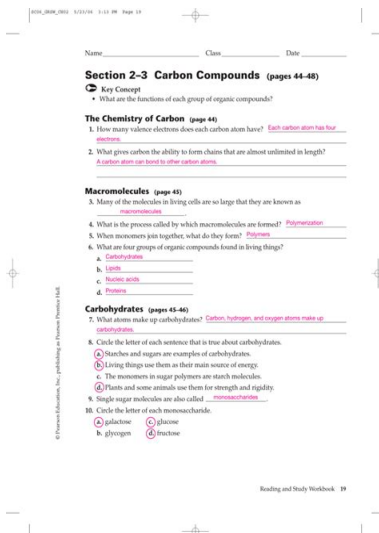 Name Class Date
Section 2–3 Carbon Compounds (pages 44–48)
Key Concept
• What are the functions of each group of organic compounds?
The Chemistry of Carbon (page 44)
1. How many valence electrons does each carbon atom have? Each carbon atom has four
electrons.
2. What gives carbon the ability to form chains that are almost unlimited in length?
A carbon atom can bond to other carbon atoms.
Macromolecules (page 45)
3. Many of the molecules in living cells are so large that they are known as
macromolecules.
4. What is the process called by which macromolecules are formed? Polymerization
5. When monomers join together, what do they form? Polymers
6. What are four groups of organic compounds found in living things?
a. Carbohydrates
b. Lipids
c. Nucleic acids
d. Proteins
Carbohydrates (pages 45–46)
7. What atoms make up carbohydrates? Carbon, hydrogen, and oxygen atoms make up
carbohydrates.
8. Circle the letter of each sentence that is true about carbohydrates.
a. Starches and sugars are examples of carbohydrates.
b. Living things use them as their main source of energy.
c. The monomers in sugar polymers are starch molecules.
d. Plants and some animals use them for strength and rigidity.
9. Single sugar molecules are also called monosaccharides.
10. Circle the letter of each monosaccharide.
a. galactose c. glucose
b. glycogen d. fructose
© Pearson Education, Inc., publishing as Pearson Prentice Hall.
Reading and Study Workbook 19